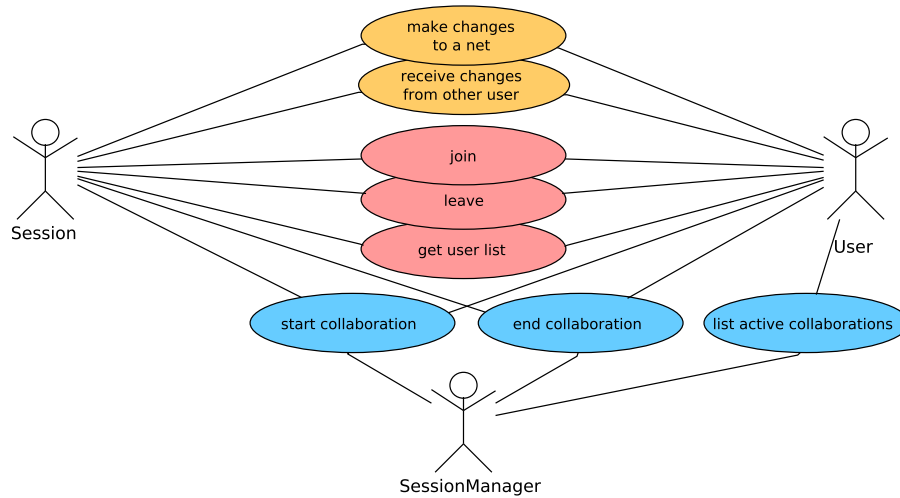 make changes
to a net
receive changes
from other user
join
leave
get user list
Session
User
start collaboration
end collaboration
list active collaborations
SessionManager